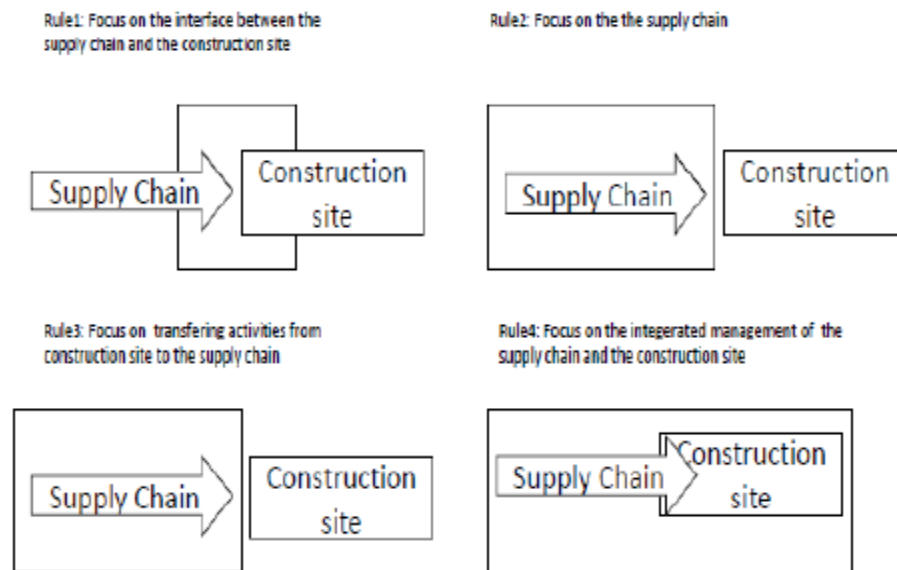 Rule1: Focus on the interface between the
supply chain and the construction site
Supply Chain
Construction
site
Rule2: Focus on the the supply chain
Supply Chain
Construction
site
Rule3: Focus on transfering activities from
construction site to the supply chain
Supply Chain
Construction
site
Rule4: Focus on the integerated management of the
supply chain and the construction site
Supply Chain
Construction
site